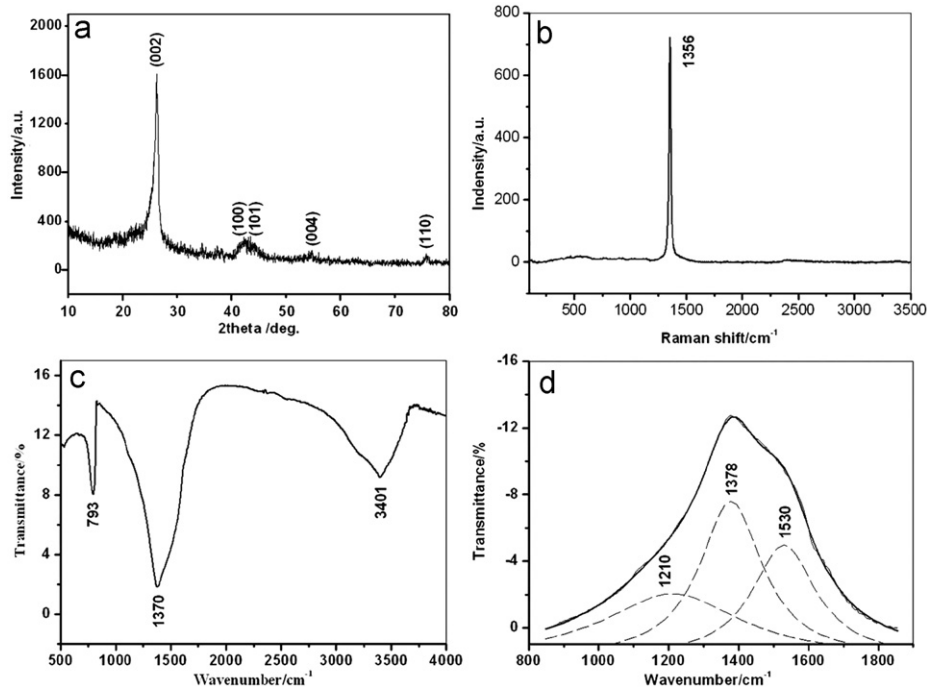 a
2000
1600
1200
800
400
0
Intensity/a.u.
(002)
(100)
(101)
(004)
(110)
10 20 30 40 50 60 70 80
2theta /deg.
b
800
600
400
200
0
Indensity/a.u.
1356
500 1000 1500 2000 2500 3000 3500
Raman shift/cm-1
c
16
12
8
4
0
Transmittance/%
793
1370
3401
500 1000 1500 2000 2500 3000 3500 4000
Wavenumber/cm-1
d
-16
-12
-8
-4
0
Transmittance/%
1210
1378
1530
800 1000 1200 1400 1600 1800
Wavenumber/cm-1